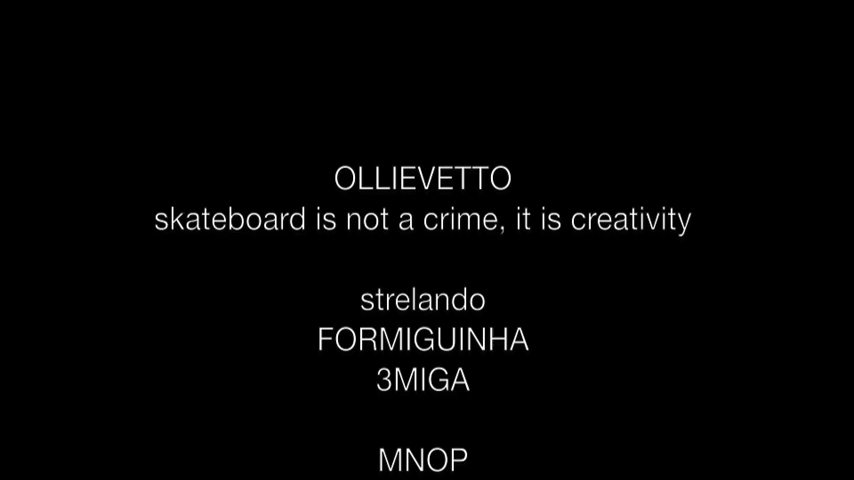 OLLIEVETTO
skateboard is not a crime, it is creativity
strelando
FORMIGUINHA
3MIGA
MNOP